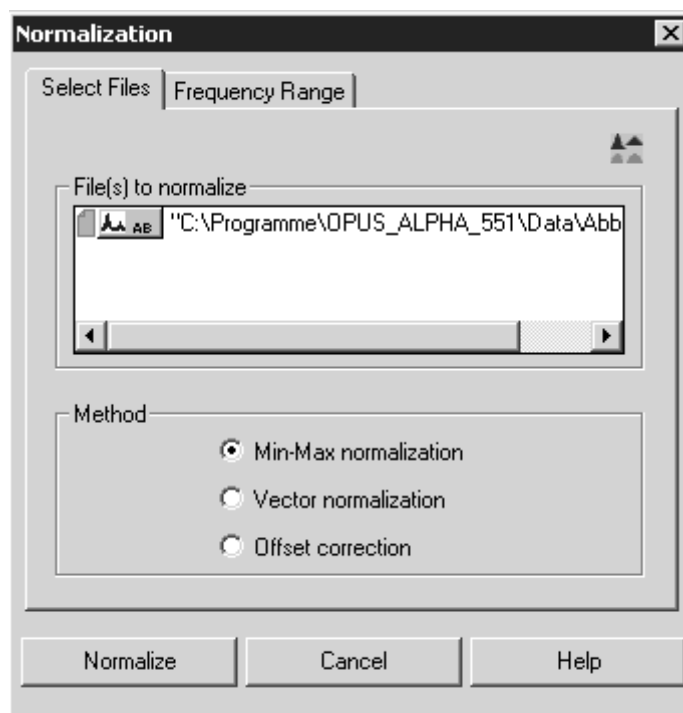 Normalization
Select Files
Frequency Range
File(s) to normalize
AB "C:\Programme\OPUS_ALPHA_551\Data\Abb
Method
Min-Max normalization
Vector normalization
Offset correction
Normalize Cancel Help